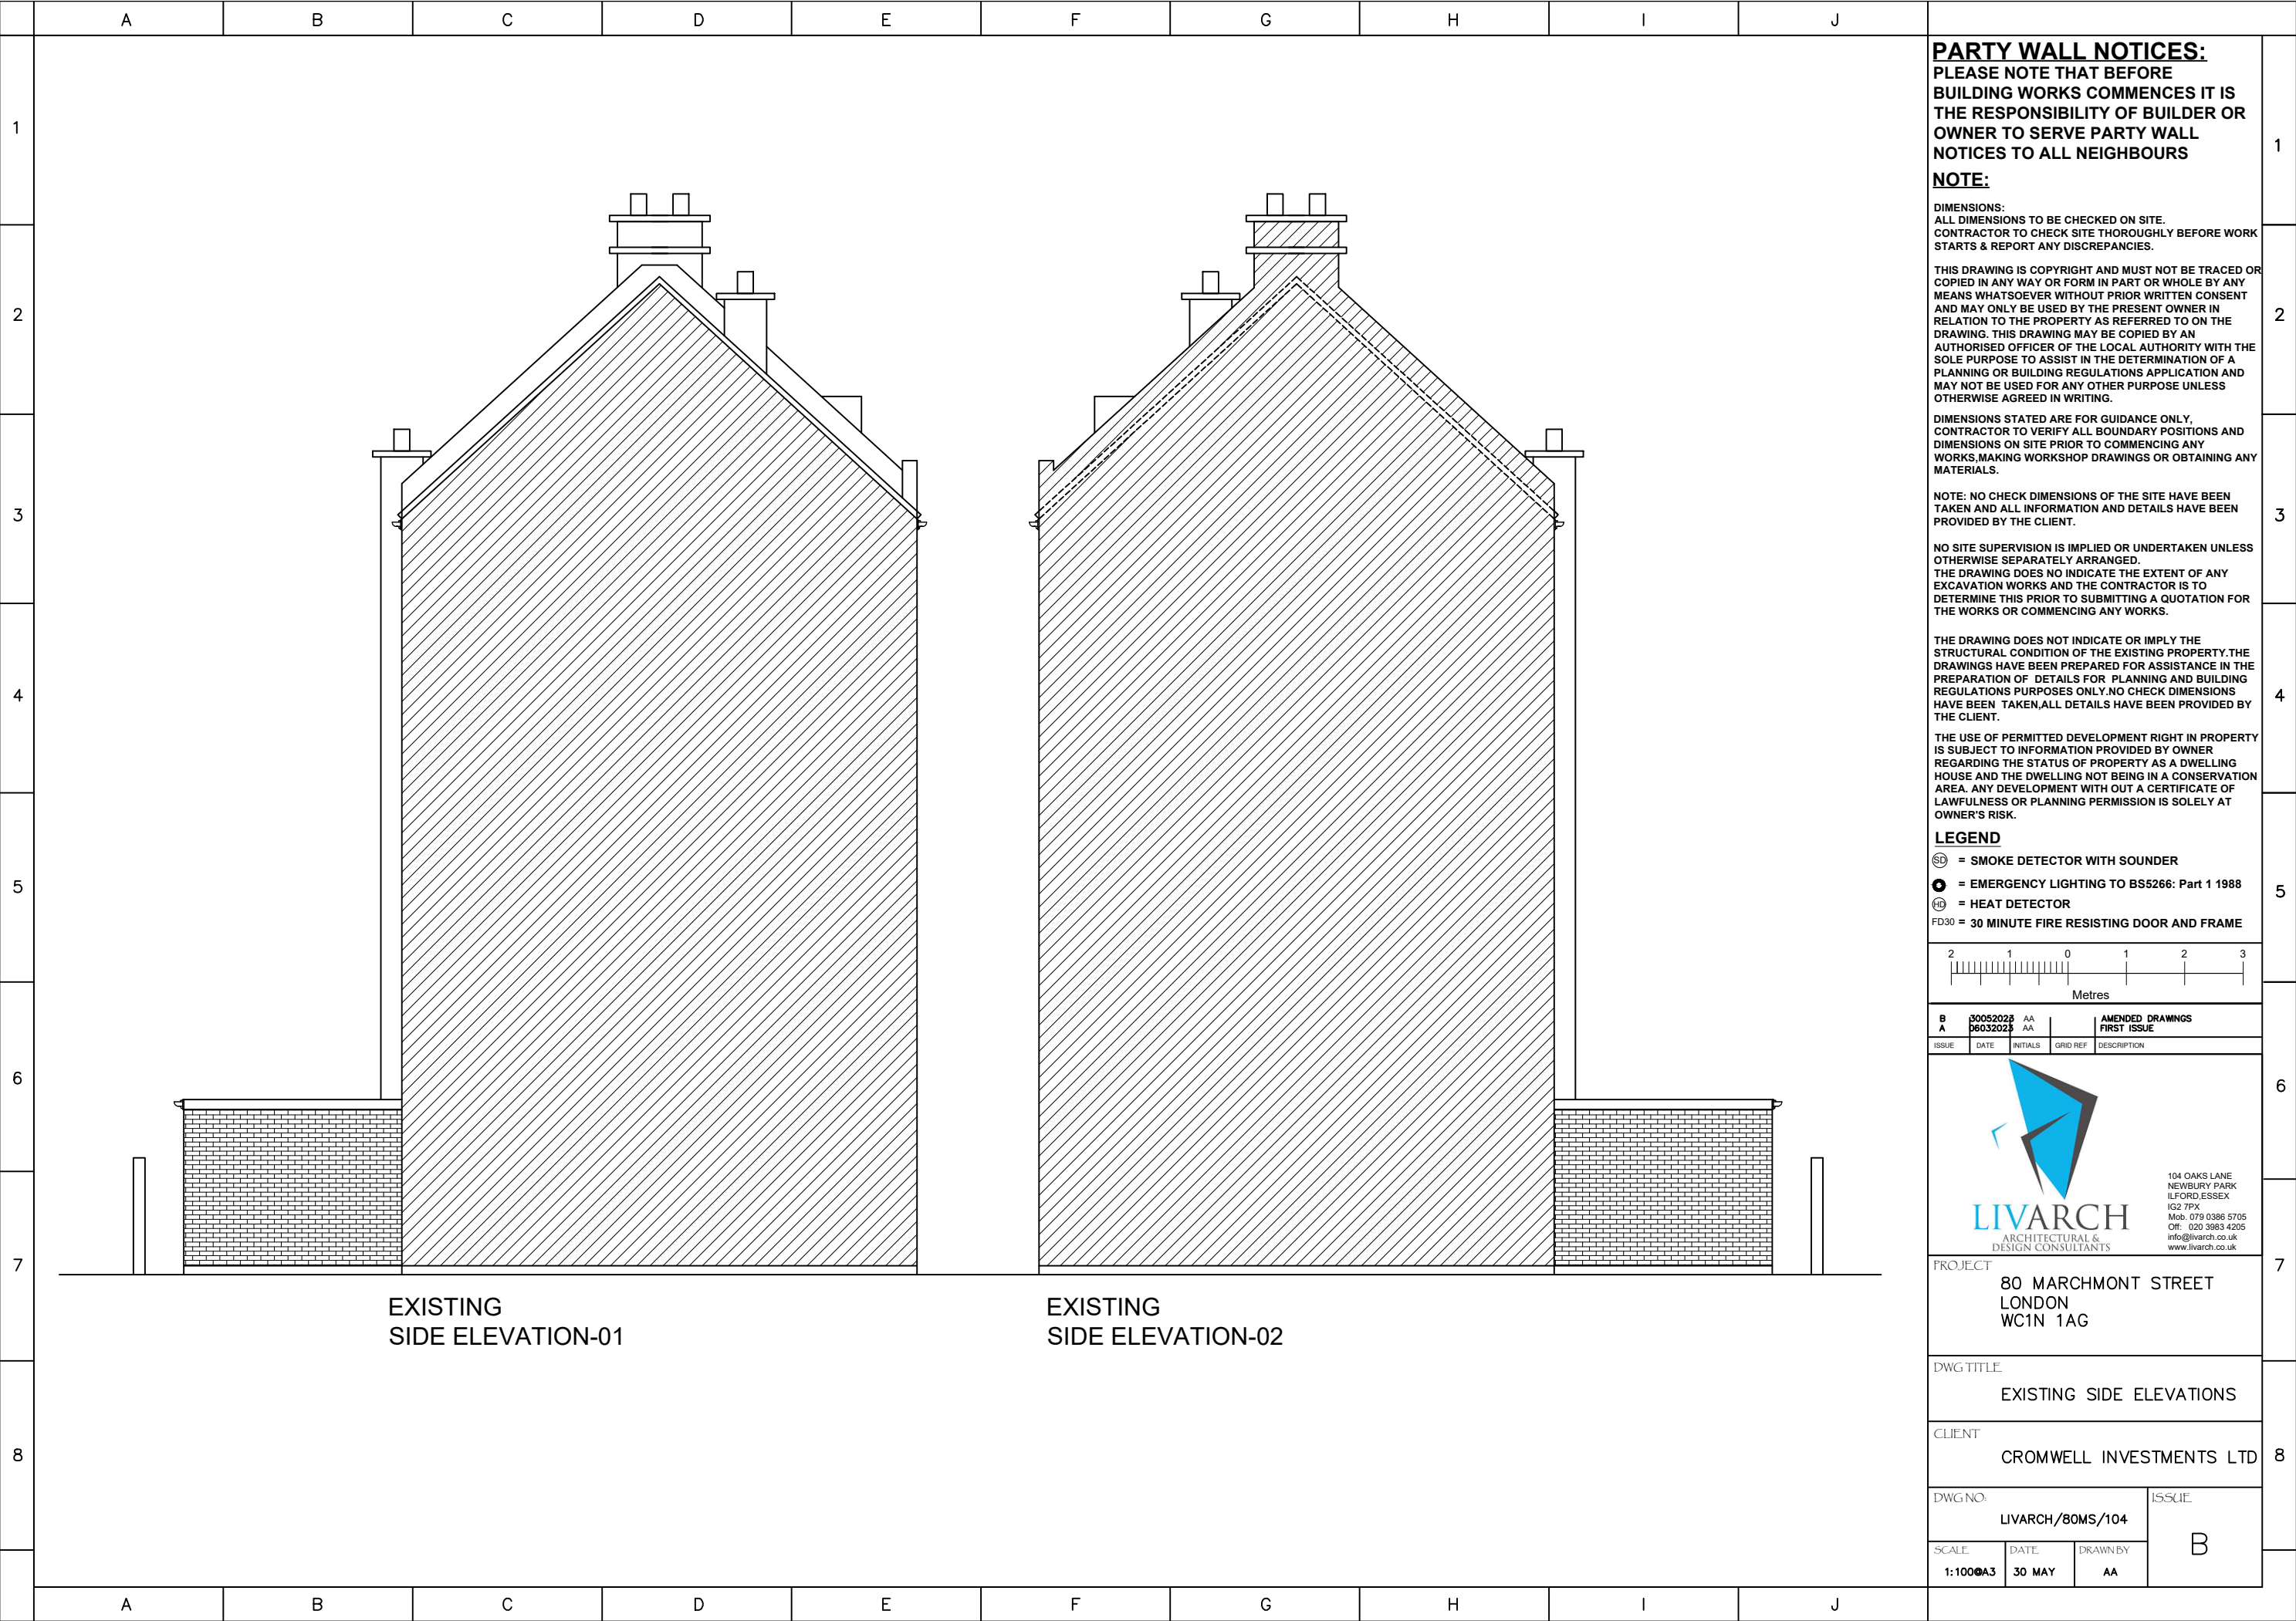 A B C D E F G H I J
1
2
3
4
5
6
7
8
EXISTING
SIDE ELEVATION-01
EXISTING
SIDE ELEVATION-02
A B C D E F G H I J
PARTY WALL NOTICES:
PLEASE NOTE THAT BEFORE
BUILDING WORKS COMMENCES IT IS
THE RESPONSIBILITY OF BUILDER OR
OWNER TO SERVE PARTY WALL
NOTICES TO ALL NEIGHBOURS
NOTE:
DIMENSIONS:
ALL DIMENSIONS TO BE CHECKED ON SITE.
CONTRACTOR TO CHECK SITE THOROUGHLY BEFORE WORK
STARTS & REPORT ANY DISCREPANCIES.
THIS DRAWING IS COPYRIGHT AND MUST NOT BE TRACED OR
COPIED IN ANY WAY OR FORM IN PART OR WHOLE BY ANY
MEANS WHATSOEVER WITHOUT PRIOR WRITTEN CONSENT
AND MAY ONLY BE USED BY THE PRESENT OWNER IN
RELATION TO THE PROPERTY AS REFERRED TO ON THE
DRAWING. THIS DRAWING MAY BE COPIED BY AN
AUTHORISED OFFICER OF THE LOCAL AUTHORITY WITH THE
SOLE PURPOSE TO ASSIST IN THE DETERMINATION OF A
PLANNING OR BUILDING REGULATIONS APPLICATION AND
MAY NOT BE USED FOR ANY OTHER PURPOSE UNLESS
OTHERWISE AGREED IN WRITING.
DIMENSIONS STATED ARE FOR GUIDANCE ONLY,
CONTRACTOR TO VERIFY ALL BOUNDARY POSITIONS AND
DIMENSIONS ON SITE PRIOR TO COMMENCING ANY
WORKS,MAKING WORKSHOP DRAWINGS OR OBTAINING ANY
MATERIALS.
NOTE: NO CHECK DIMENSIONS OF THE SITE HAVE BEEN
TAKEN AND ALL INFORMATION AND DETAILS HAVE BEEN
PROVIDED BY THE CLIENT.
NO SITE SUPERVISION IS IMPLIED OR UNDERTAKEN UNLESS
OTHERWISE SEPARATELY ARRANGED.
THE DRAWING DOES NO INDICATE THE EXTENT OF ANY
EXCAVATION WORKS AND THE CONTRACTOR IS TO
DETERMINE THIS PRIOR TO SUBMITTING A QUOTATION FOR
THE WORKS OR COMMENCING ANY WORKS.
THE DRAWING DOES NOT INDICATE OR IMPLY THE
STRUCTURAL CONDITION OF THE EXISTING PROPERTY.THE
DRAWINGS HAVE BEEN PREPARED FOR ASSISTANCE IN THE
PREPARATION OF DETAILS FOR PLANNING AND BUILDING
REGULATIONS PURPOSES ONLY.NO CHECK DIMENSIONS
HAVE BEEN TAKEN,ALL DETAILS HAVE BEEN PROVIDED BY
THE CLIENT.
THE USE OF PERMITTED DEVELOPMENT RIGHT IN PROPERTY
IS SUBJECT TO INFORMATION PROVIDED BY OWNER
REGARDING THE STATUS OF PROPERTY AS A DWELLING
HOUSE AND THE DWELLING NOT BEING IN A CONSERVATION
AREA. ANY DEVELOPMENT WITH OUT A CERTIFICATE OF
LAWFULNESS OR PLANNING PERMISSION IS SOLELY AT
OWNER'S RISK.
LEGEND
SD = SMOKE DETECTOR WITH SOUNDER
= EMERGENCY LIGHTING TO BS5266: Part 1 1988
HD = HEAT DETECTOR
FD30 = 30 MINUTE FIRE RESISTING DOOR AND FRAME
2 1 0 1 2 3
Metres
B 30052023 AA AMENDED DRAWINGS
A 06032023 AA FIRST ISSUE
ISSUE DATE INITIALS GRID REF DESCRIPTION
LIVARCH
ARCHITECTURAL &
DESIGN CONSULTANTS
104 OAKS LANE
NEWBURY PARK
ILFORD,ESSEX
IG2 7PX
Mob. 079 0386 5705
Off: 020 3983 4205
info@livarch.co.uk
www.livarch.co.uk
PROJECT
80 MARCHMONT STREET
LONDON
WC1N 1AG
DWG TITLE
EXISTING SIDE ELEVATIONS
CLIENT
CROMWELL INVESTMENTS LTD
DWG NO:
LIVARCH/80MS/104
ISSUE
B
SCALE
1:100@A3
DATE
30 MAY
DRAWN BY
AA
1
2
3
4
5
6
7
8